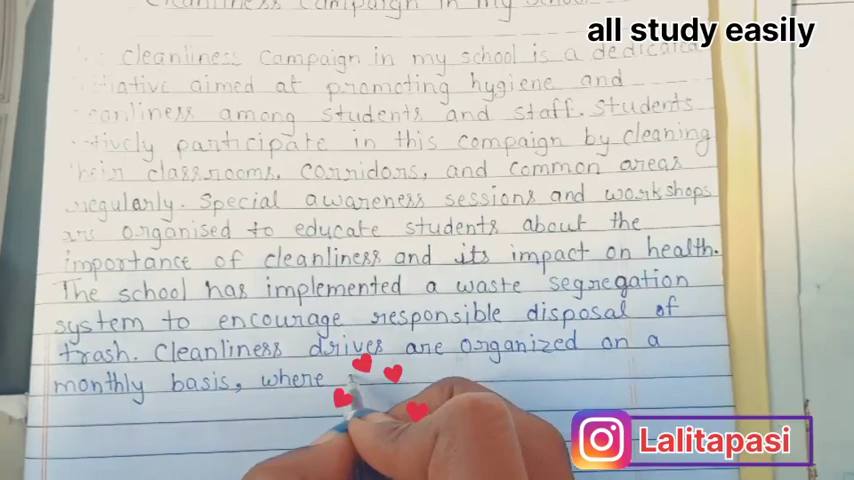 Cleanliness Campaign in my School
all study easily
cleanliness campaign in my school is a
aimed at promoting hygiene and
among students and staff. Students
participate in this campaign by cleaning
their classrooms, corridors, and common areas
regularly. Special awareness sessions and workshops
are organised to educate students about the
importance of cleanliness and its impact on health.
The school has implemented a waste segregation
system to encourage responsible disposal of
trash. Cleanliness drives are organized on a
monthly basis, where
Lalitapasi